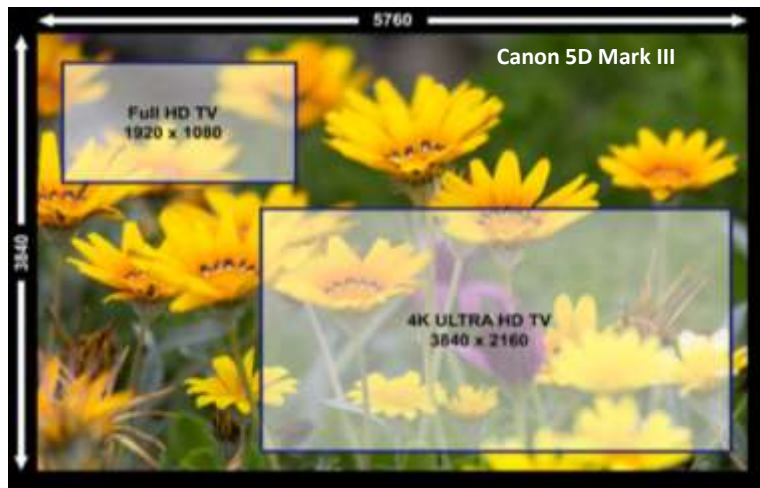 5760
Canon 5D Mark III
Full HD TV
1920 x 1080
3840
4K ULTRA HD TV
3840 x 2160